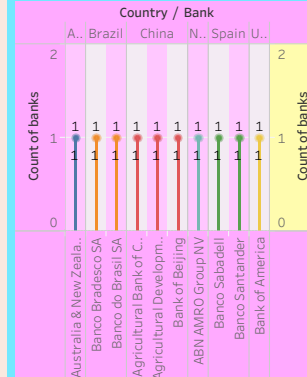 Country / Bank
A.. Brazil China N.. Spain U..
2 2
1 1 1 1 1 1 1 1 1 1
1 1 1 1 1 1 1 1 1 1 1 1
0 0
Count of banks
Count of banks
Australia & New Zeala..
Banco Bradesco SA
Banco do Brasil SA
Agricultural Bank of C..
Agricultural Developm..
Bank of Beijing
ABN AMRO Group NV
Banco Sabadell
Banco Santander
Bank of America